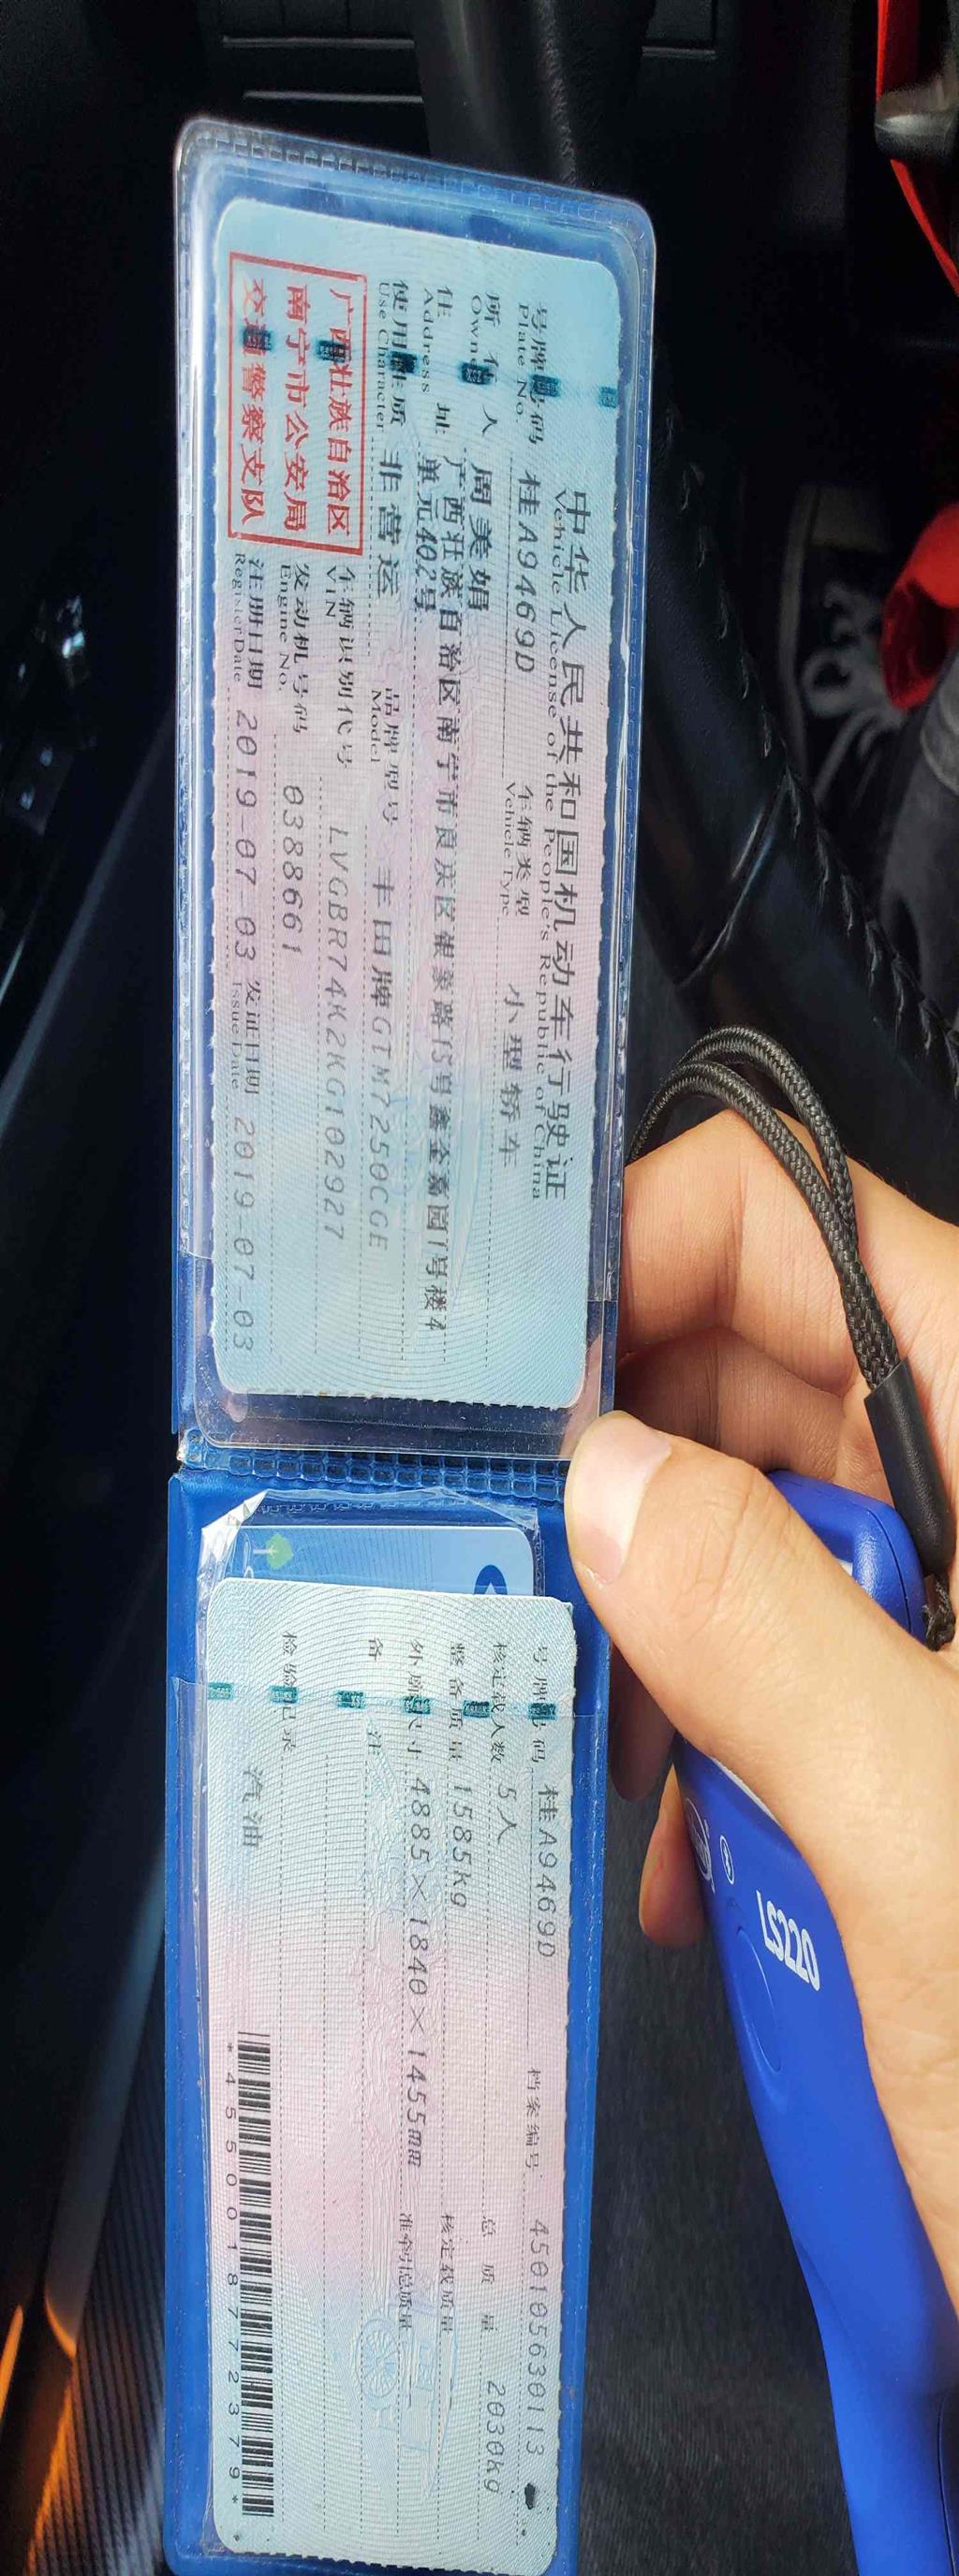 中华人民共和国机动车行驶证
Vehicle License of the People's Republic of China
号牌号码 桂A9469D 车辆类型 小型轿车
Plate No. Vehicle Type
所有人 周美娟
Owner
住址 广西壮族自治区南宁市良庆区银象路15号鑫金嘉园1号楼4
Address 单元402号
使用性质 非营运 品牌型号 丰田牌GTM7250CGE
Use Character Model
广西壮族自治区
南宁市公安局
交通警察支队
车辆识别代号 LVGBR74K2KG102927
VIN
发动机号码 0388661
Engine No.
注册日期 2019-07-03 发证日期 2019-07-03
Register Date Issue Date
号牌号码 桂A9469D 档案编号 450105630113
核定载人数 5人 总质量 2030kg
整备质量 1585kg 核定载质量
外廓尺寸 4885×1840×1455mm 准牵引总质量
备注
检验记录
汽油
*4550018772379*
LS220